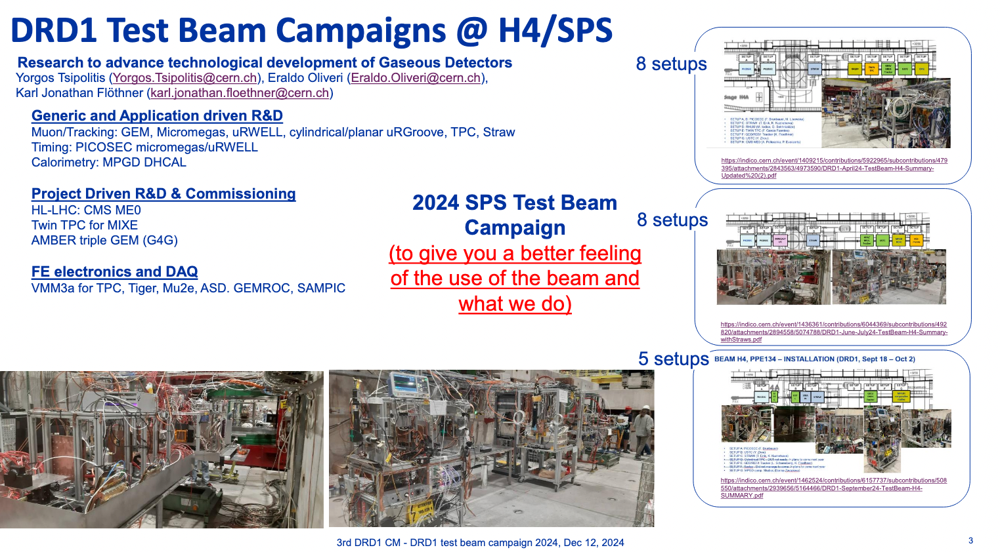 DRD1 Test Beam Campaigns @ H4/SPS
Research to advance technological development of Gaseous Detectors
Yorgos Tsipolitis (Yorgos.Tsipolitis@cern.ch), Eraldo Oliveri (Eraldo.Oliveri@cern.ch),
Karl Jonathan Flöthner (karl.jonathan.floethner@cern.ch)
Generic and Application driven R&D
Muon/Tracking: GEM, Micromegas, uRWELL, cylindrical/planar uRGroove, TPC, Straw
Timing: PICOSEC micromegas/uRWELL
Calorimetry: MPGD DHCAL
Project Driven R&D & Commissioning
HL-LHC: CMS ME0
Twin TPC for MIXE
AMBER triple GEM (G4G)
FE electronics and DAQ
VMM3a for TPC, Tiger, Mu2e, ASD. GEMROC, SAMPIC
2024 SPS Test Beam
Campaign
(to give you a better feeling
of the use of the beam and
what we do)
8 setups
https://indico.cern.ch/event/1409215/contributions/5922965/subcontributions/479
395/attachments/2843563/4973590/DRD1-April24-TestBeam-H4-Summary-
Updated%20(2).pdf
8 setups
https://indico.cern.ch/event/1436361/contributions/6044369/subcontributions/492
820/attachments/2894558/5074788/DRD1-June-July24-TestBeam-H4-Summary-
withStraws.pdf
5 setups
BEAM H4, PPE134 – INSTALLATION (DRD1, Sept 18 – Oct 2)
https://indico.cern.ch/event/1462524/contributions/6157737/subcontributions/508
550/attachments/2939656/5164466/DRD1-September24-TestBeam-H4-
SUMMARY.pdf
3rd DRD1 CM - DRD1 test beam campaign 2024, Dec 12, 2024
3